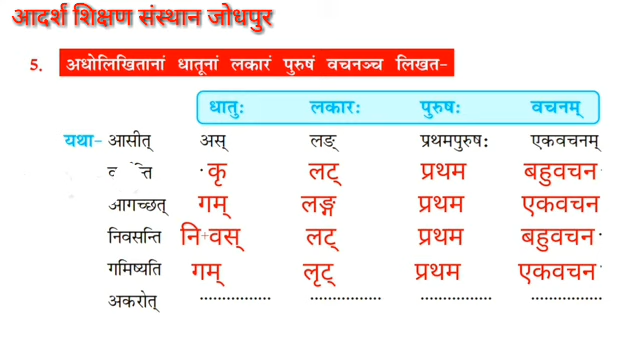 आदर्श शिक्षण संस्थान जोधपुर
5. अधोलिखितानां धातूनां लकारं पुरुषं वचनञ्च लिखत-
धातुः लकारः पुरुषः वचनम्
यथा- आसीत् अस् लङ् प्रथमपुरुषः एकवचनम्
कृ लट् प्रथम बहुवचन
आगच्छत् गम् लङ्ग प्रथम एकवचन
निवसन्ति नि+वस् लट् प्रथम बहुवचन
गमिष्यति गम् लृट् प्रथम एकवचन
अकरोत् ................ ................ ................ ................